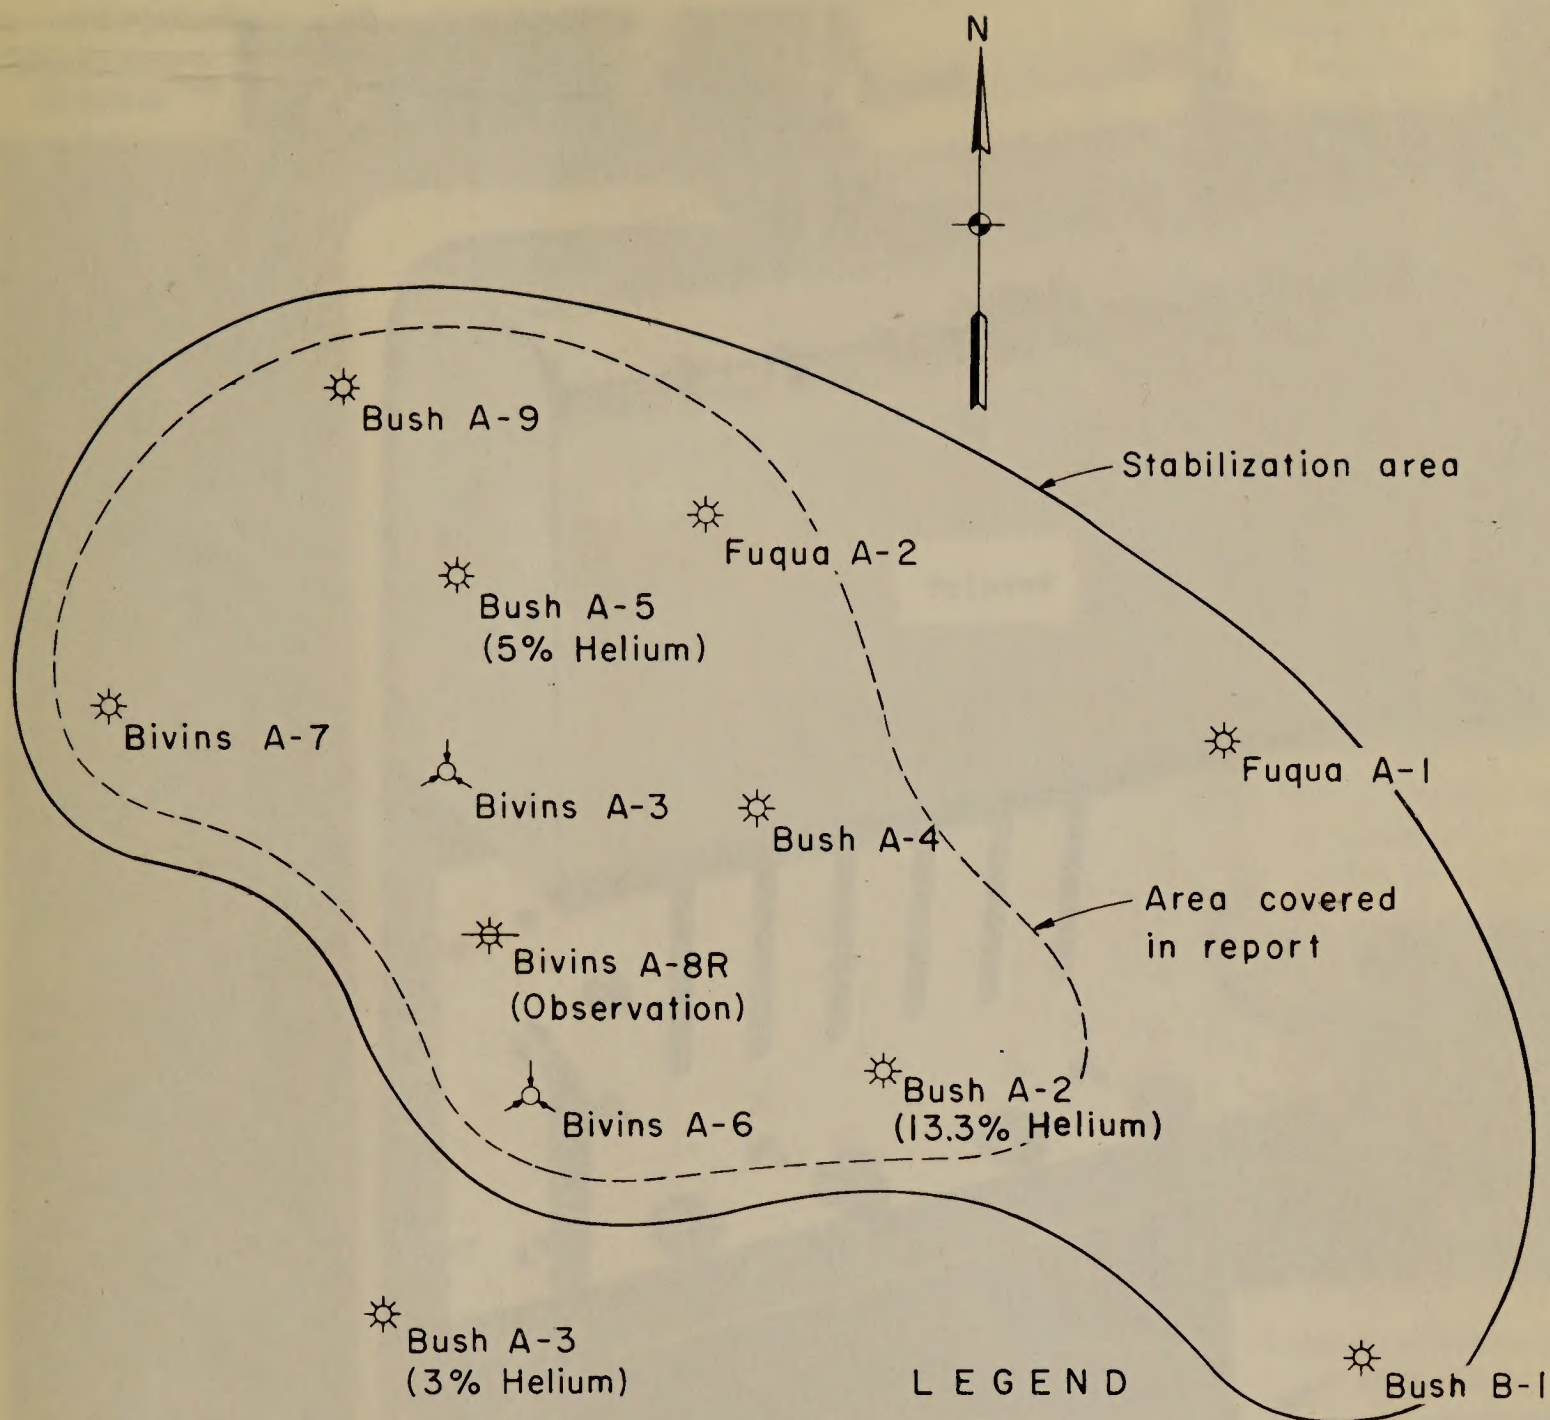 N
Bush A-9
Stabilization area
Fuqua A-2
Bush A-5
(5% Helium)
Bivins A-7
Fuqua A-1
Bivins A-3
Bush A-4
Area covered
in report
Bivins A-8R
(Observation)
Bush A-2
(13.3% Helium)
Bivins A-6
Bush A-3
(3% Helium)
LEGEND
Bush B-1